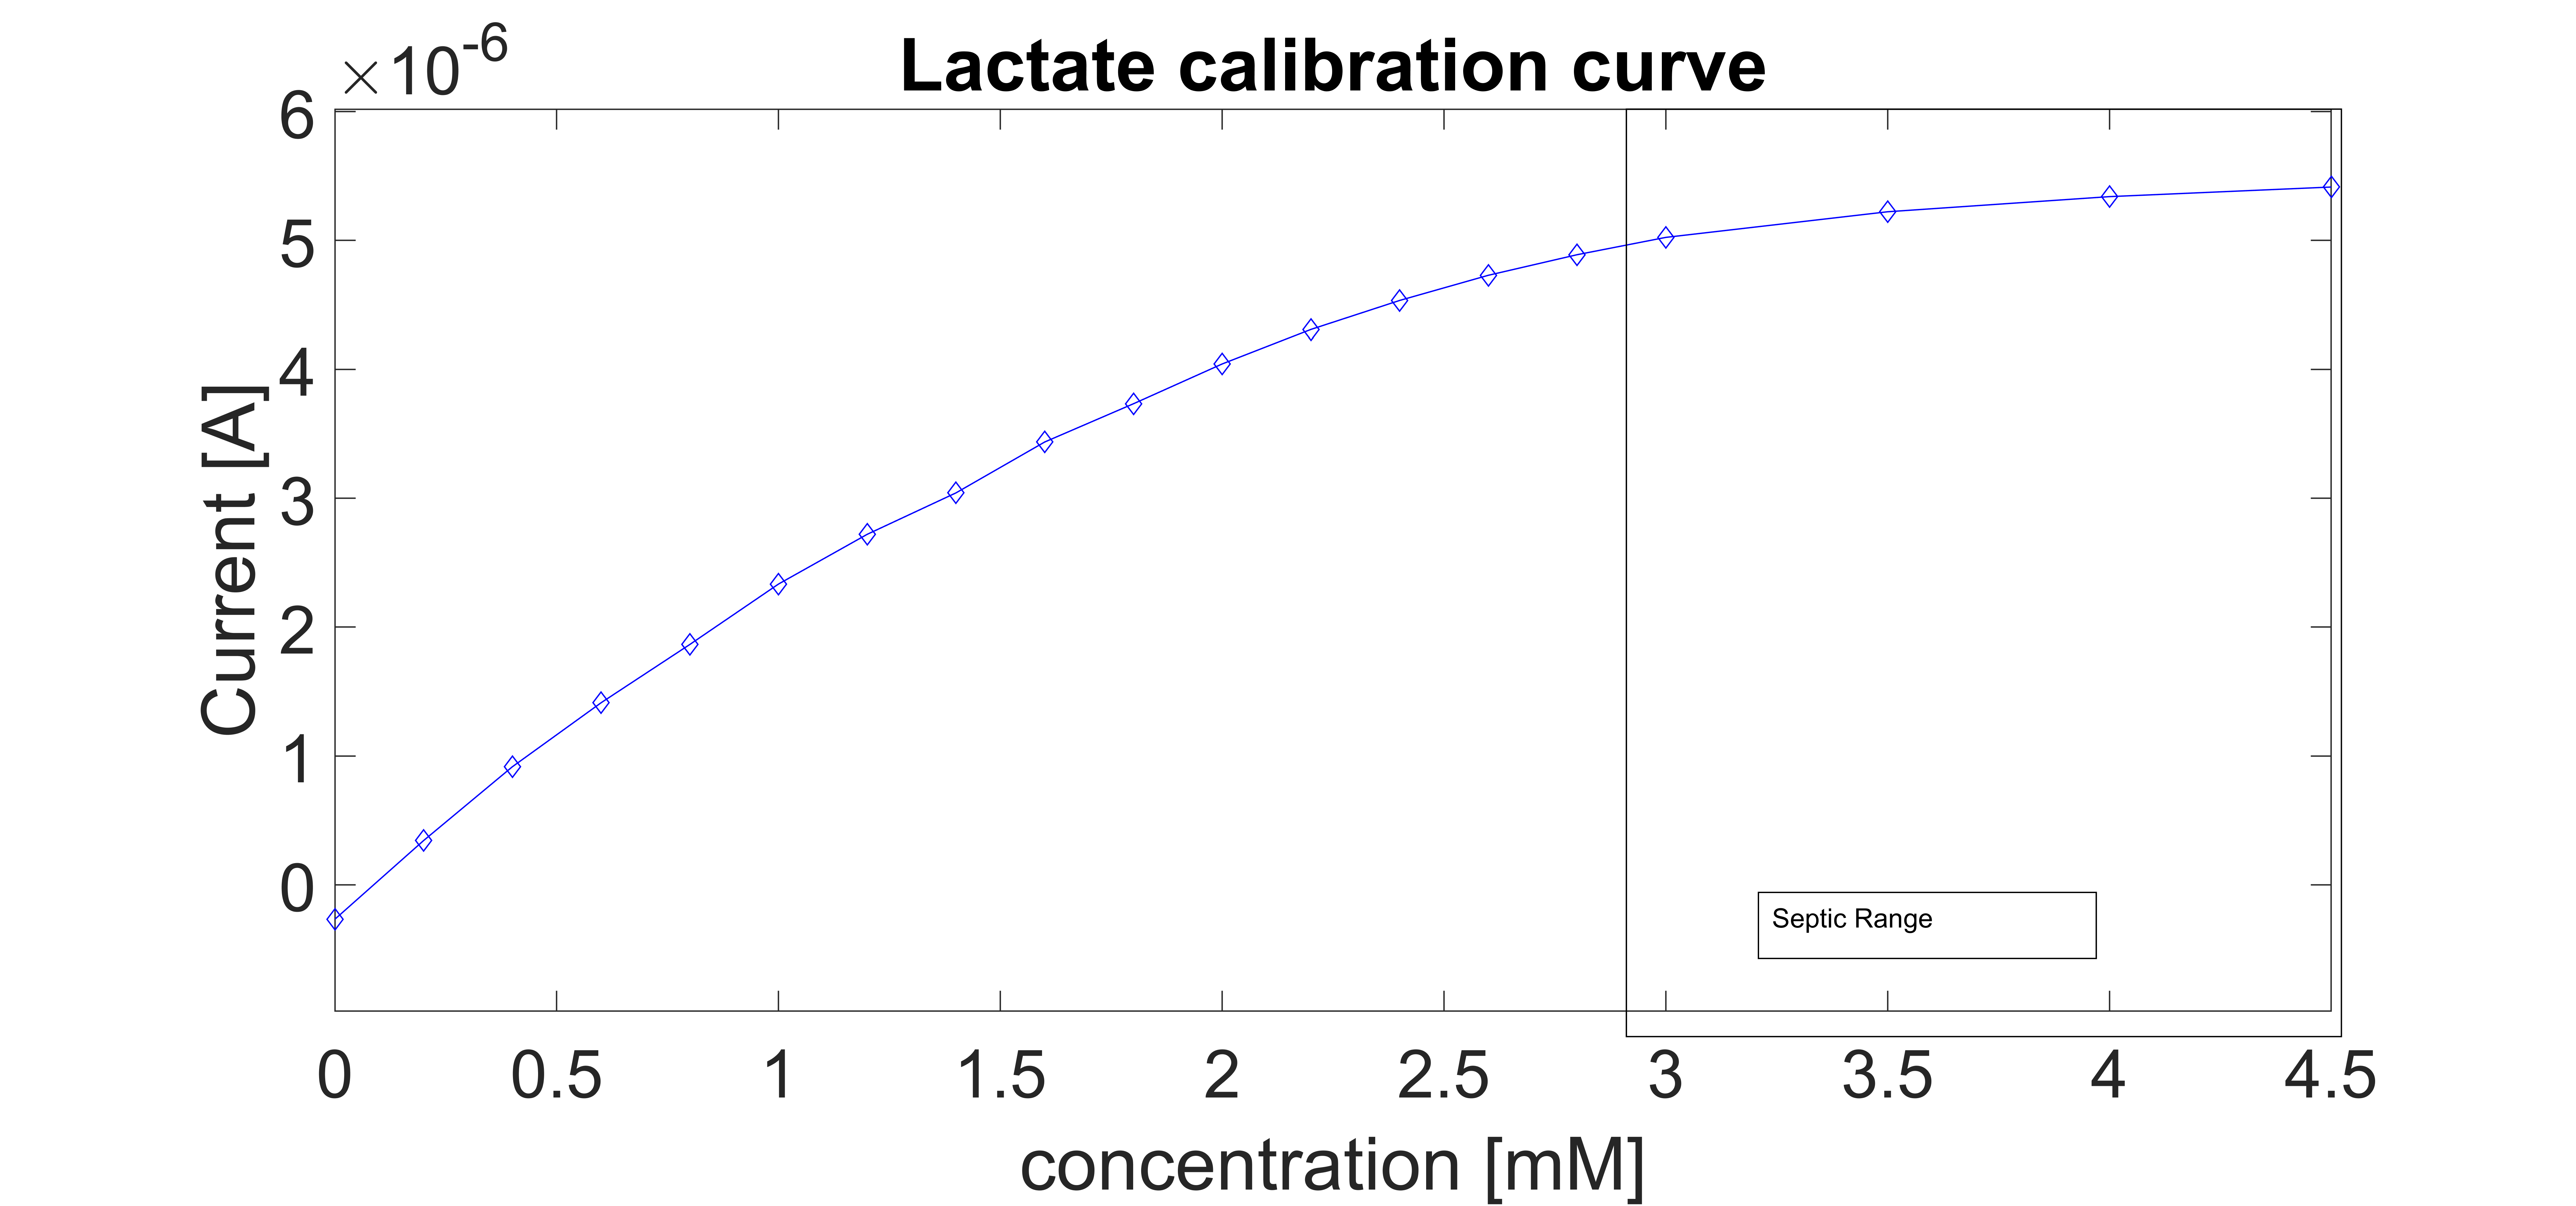 Lactate calibration curve
×10-6
6
5
4
3
2
1
0
Current [A]
Septic Range
0 0.5 1 1.5 2 2.5 3 3.5 4 4.5
concentration [mM]